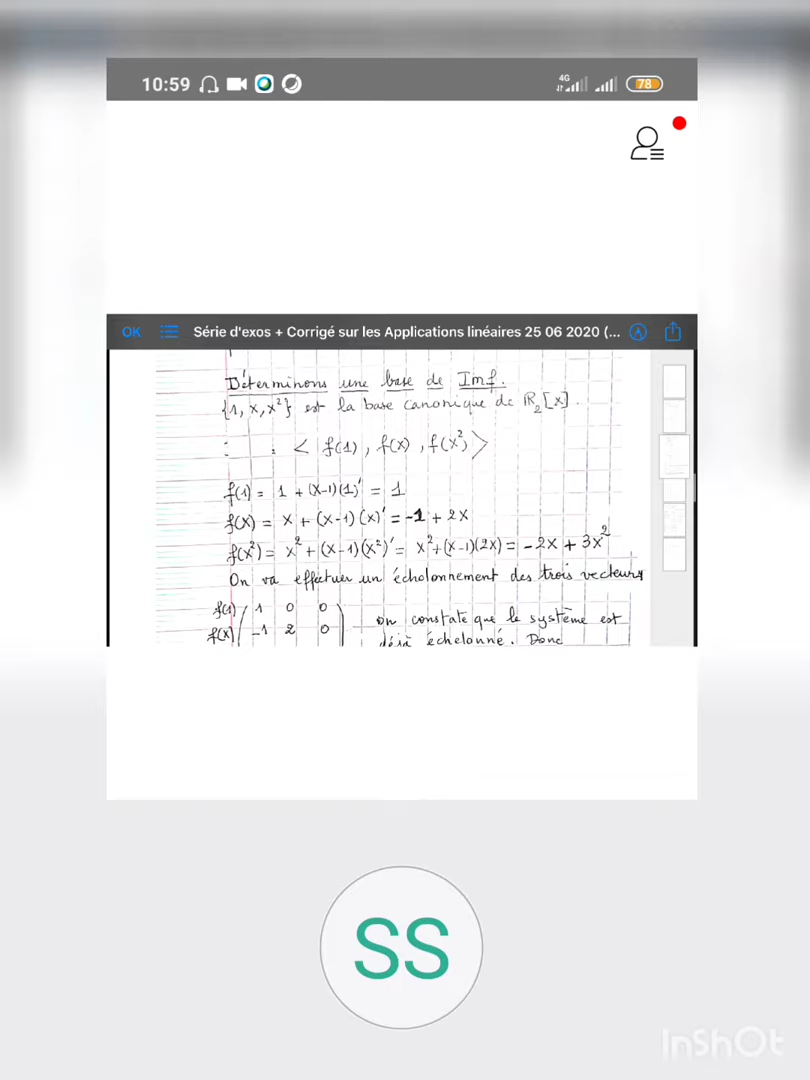 10:59
4G
78
OK
Série d'exos + Corrigé sur les Applications linéaires 25 06 2020 (...
Déterminons une base de Imf.
{1, x, x²} est la base canonique de ℝ₂[x].
< f(1), f(x), f(x²) >
f(1) = 1 + (x-1)(1)' = 1
f(x) = x + (x-1)(x)' = -1 + 2x
f(x²) = x² + (x-1)(x²)' = x² + (x-1)(2x) = -2x + 3x²
On va effectuer un écholonnement des trois vecteurs
f(1) 1 0 0
f(x) -1 2 0
on constate que le système est
déjà échelonné. Donc
SS
InShOt